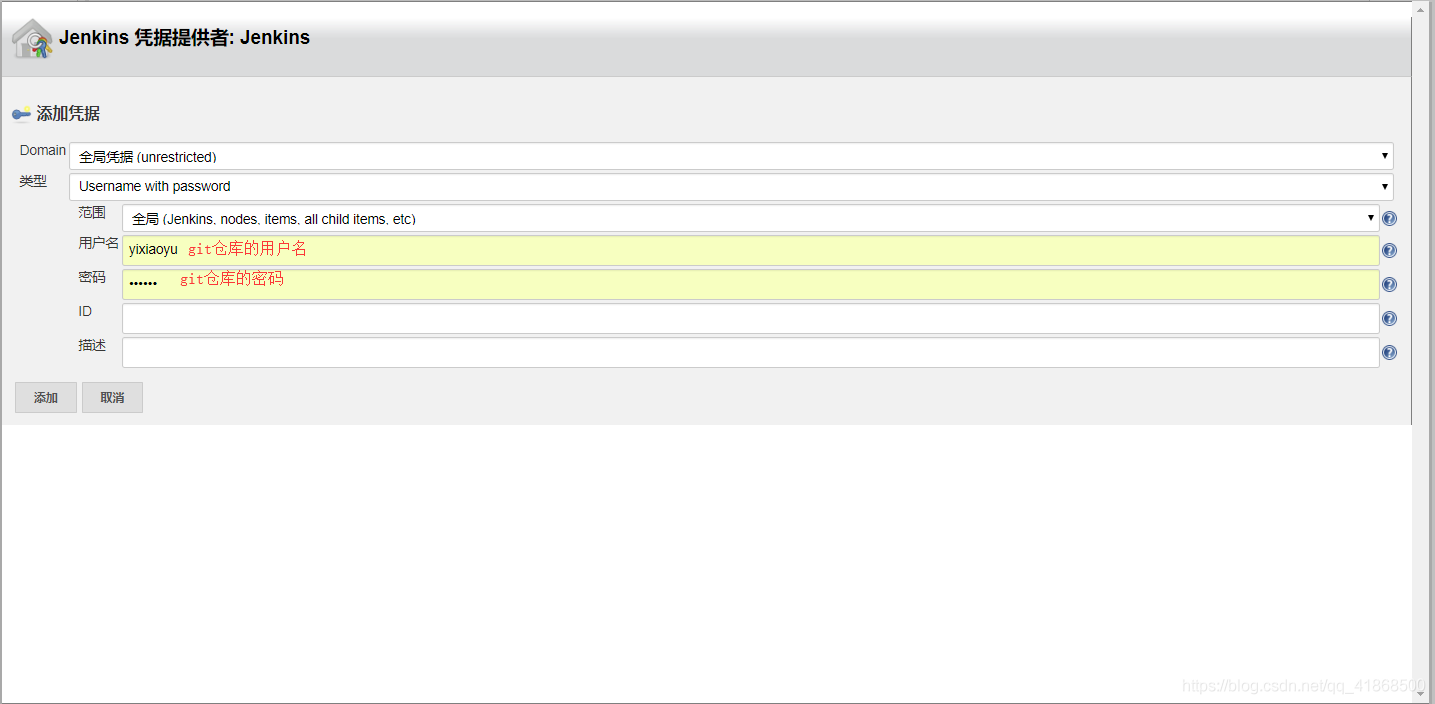 Jenkins 凭据提供者: Jenkins
添加凭据
Domain 全局凭据 (unrestricted)
类型 Username with password
范围 全局 (Jenkins, nodes, items, all child items, etc)
用户名 yixiaoyu git仓库的用户名
密码 •••••• git仓库的密码
ID
描述
添加 取消
https://blog.csdn.net/qq_41868500